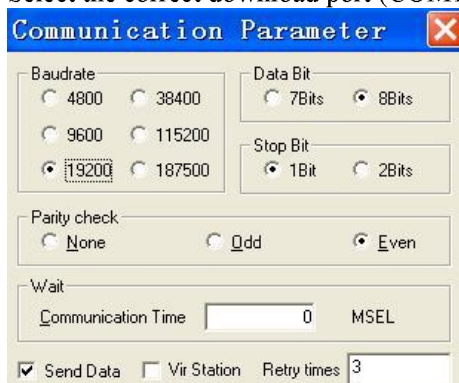 Communication Parameter
Baudrate
4800 38400
9600 115200
19200 187500
Data Bit
7Bits 8Bits
Stop Bit
1Bit 2Bits
Parity check
None Odd Even
Wait
Communication Time 0 MSEL
Send Data Vir Station Retry times 3